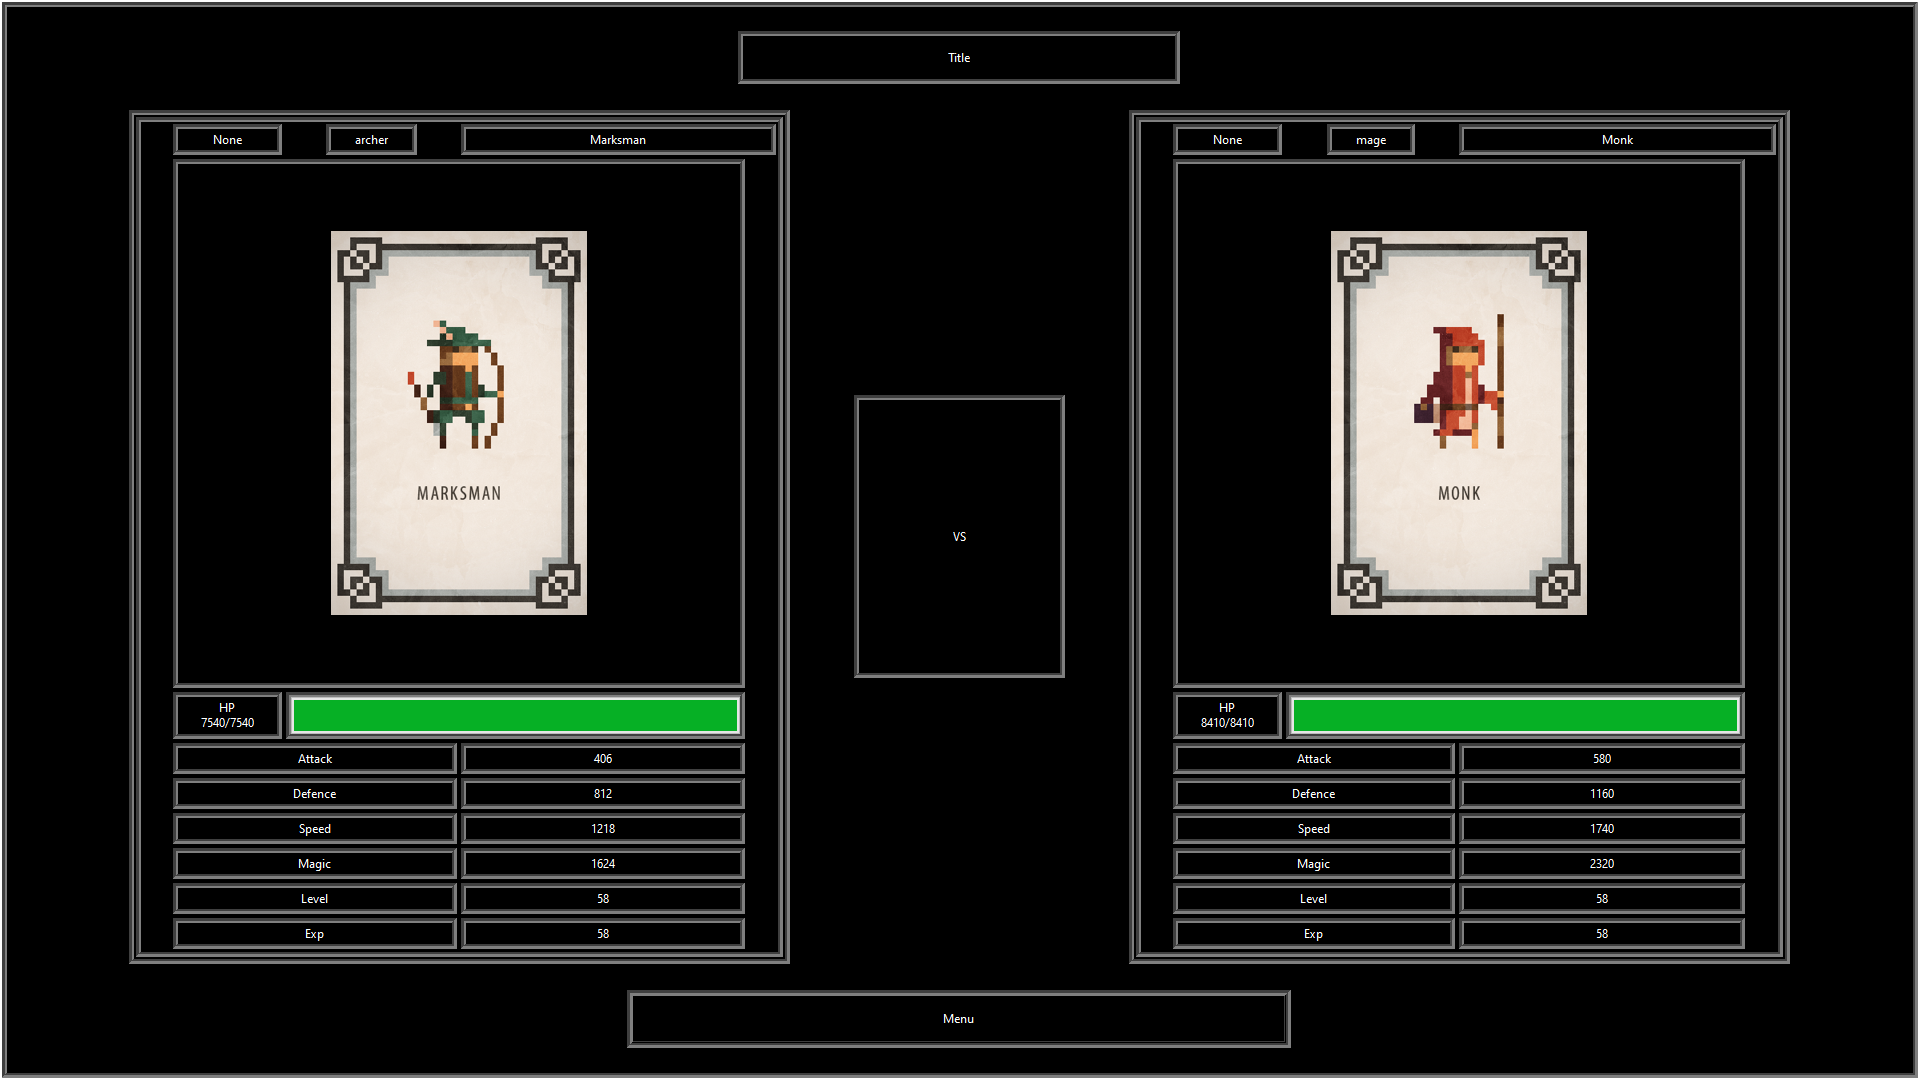 Title
None archer Marksman
MARKSMAN
HP
7540/7540
Attack 406
Defence 812
Speed 1218
Magic 1624
Level 58
Exp 58
VS
None mage Monk
MONK
HP
8410/8410
Attack 580
Defence 1160
Speed 1740
Magic 2320
Level 58
Exp 58
Menu